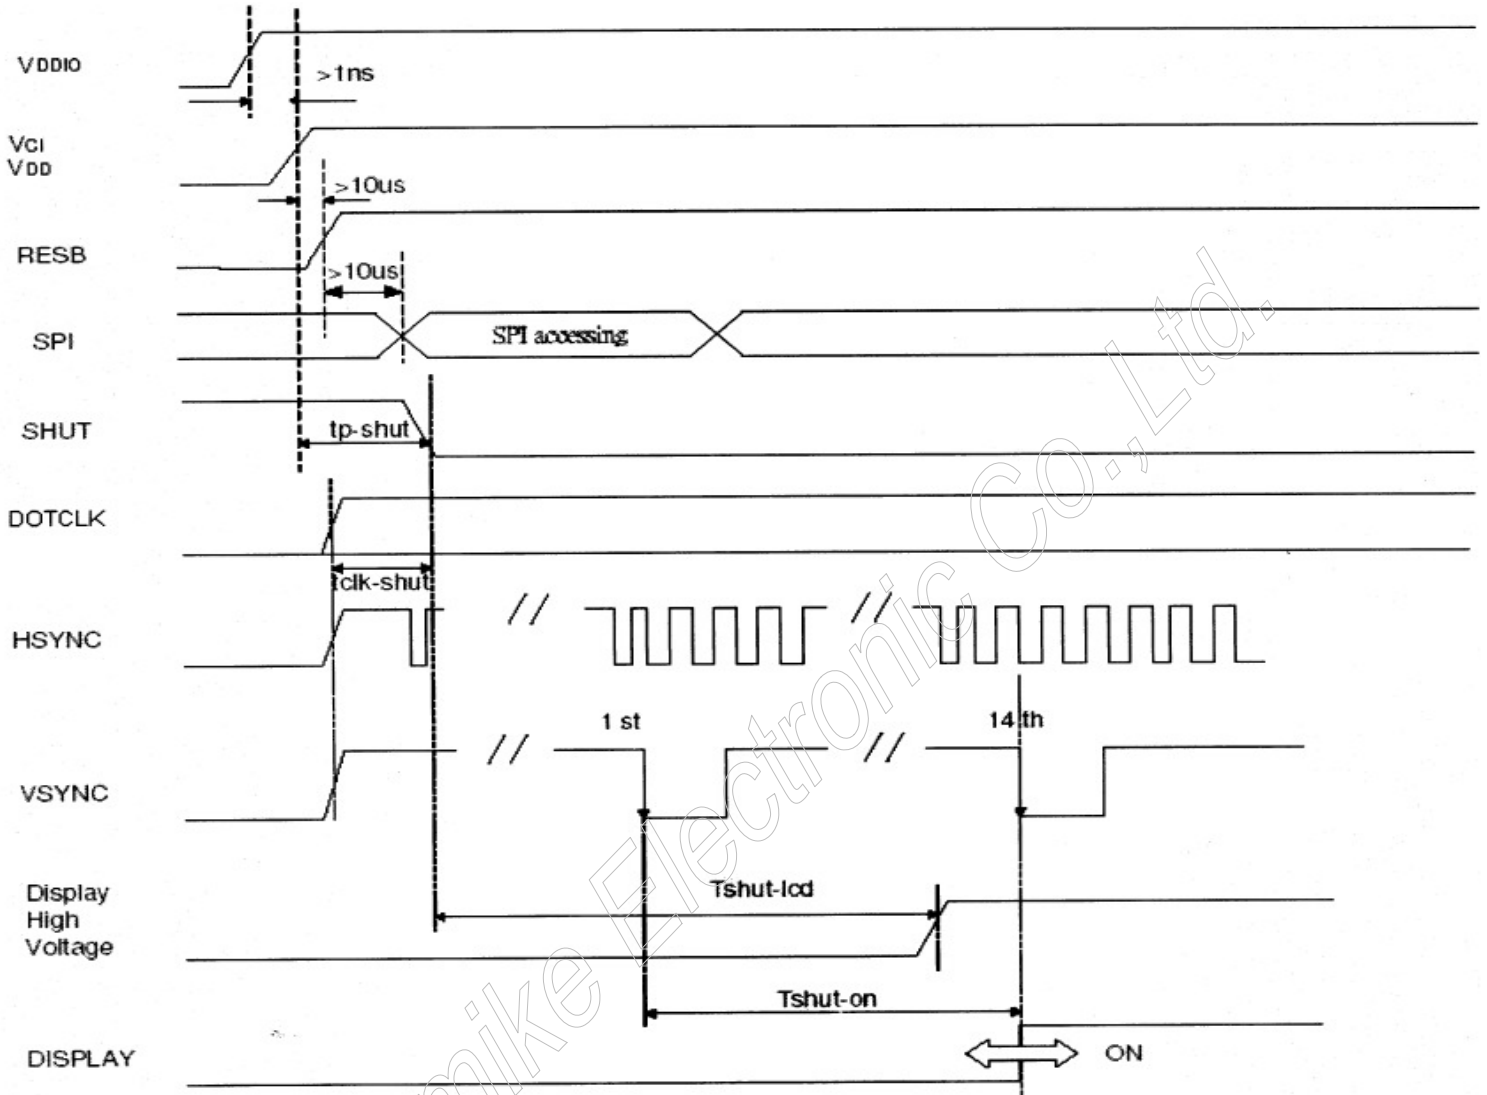 VDDIO
>1ns
VCI
VDD
>10us
RESB
>10us
SPI
SPI accessing
SHUT
tp-shut
DOTCLK
tclk-shut
HSYNC
//
//
1 st
14 th
VSYNC
//
//
Display
High
Voltage
Tshut-lcd
Tshut-on
DISPLAY
ON
mike Electronic Co.,Ltd.